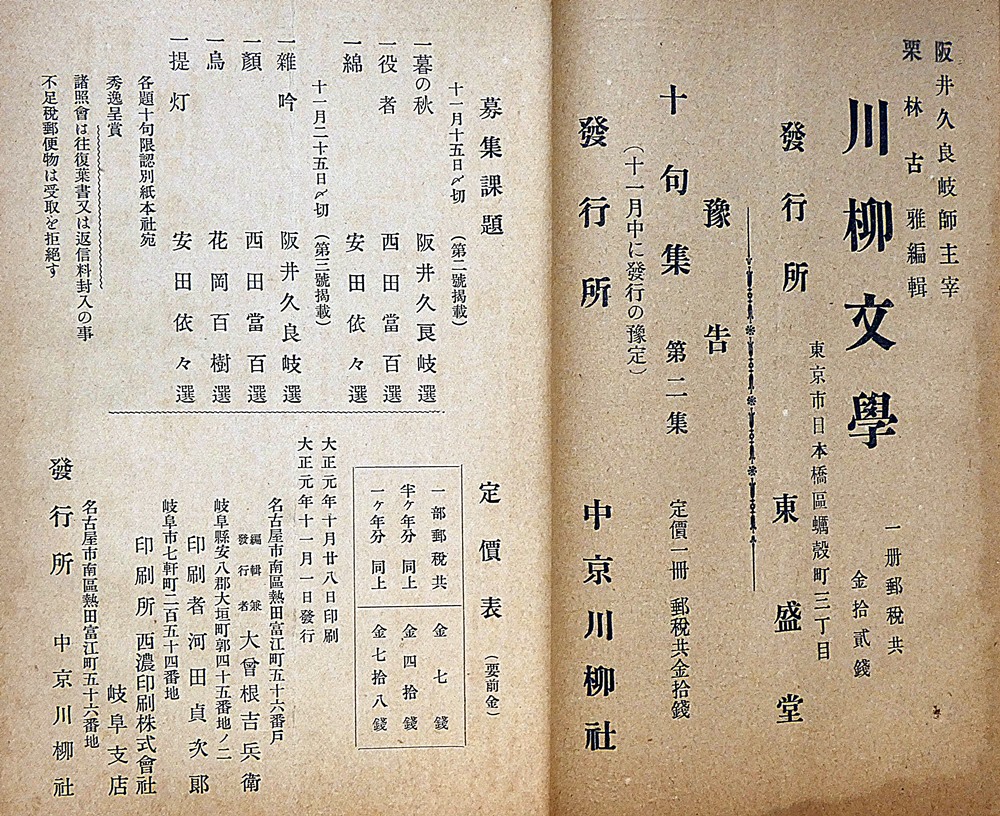 阪井久良岐師主宰
栗林古雅編輯
川柳文學
一册郵稅共
金拾貳錢
東京市日本橋區蠣殼町三丁目
發行所 東盛堂
豫告
十句集 第二集 定價一冊 郵稅共金拾錢
(十一月中に發行の豫定)
發行所 中京川柳社
募集課題
十一月十五日〆切 (第二號揭載)
一暮の秋 阪井久良岐選
一役者 西田當百選
一綿 安田依々選
十一月二十五日〆切 (第三號揭載)
一雜吟 阪井久良岐選
一顏 西田當百選
一鳥 花岡百樹選
一提灯 安田依々選
各題十句限認別紙本社宛
秀逸呈賞
諸照會は往復葉書又は返信料封入の事
不足稅郵便物は受取を拒絕す
定價表 (要前金)
一部郵稅共 金七錢
半ヶ年分 同上 金四拾錢
一ヶ年分 同上 金七拾八錢
大正元年十月廿八日印刷
大正元年十一月一日發行
名古屋市南區熱田富江町五十六番戶
編輯兼發行者 大曾根吉兵衛
岐阜縣安八郡大垣町郭四十五番地ノ二
印刷者 河田貞次郎
岐阜市七軒町二百五十四番地
印刷所 西濃印刷株式會社
岐阜支店
名古屋市南區熱田富江町五十六番地
發行所 中京川柳社